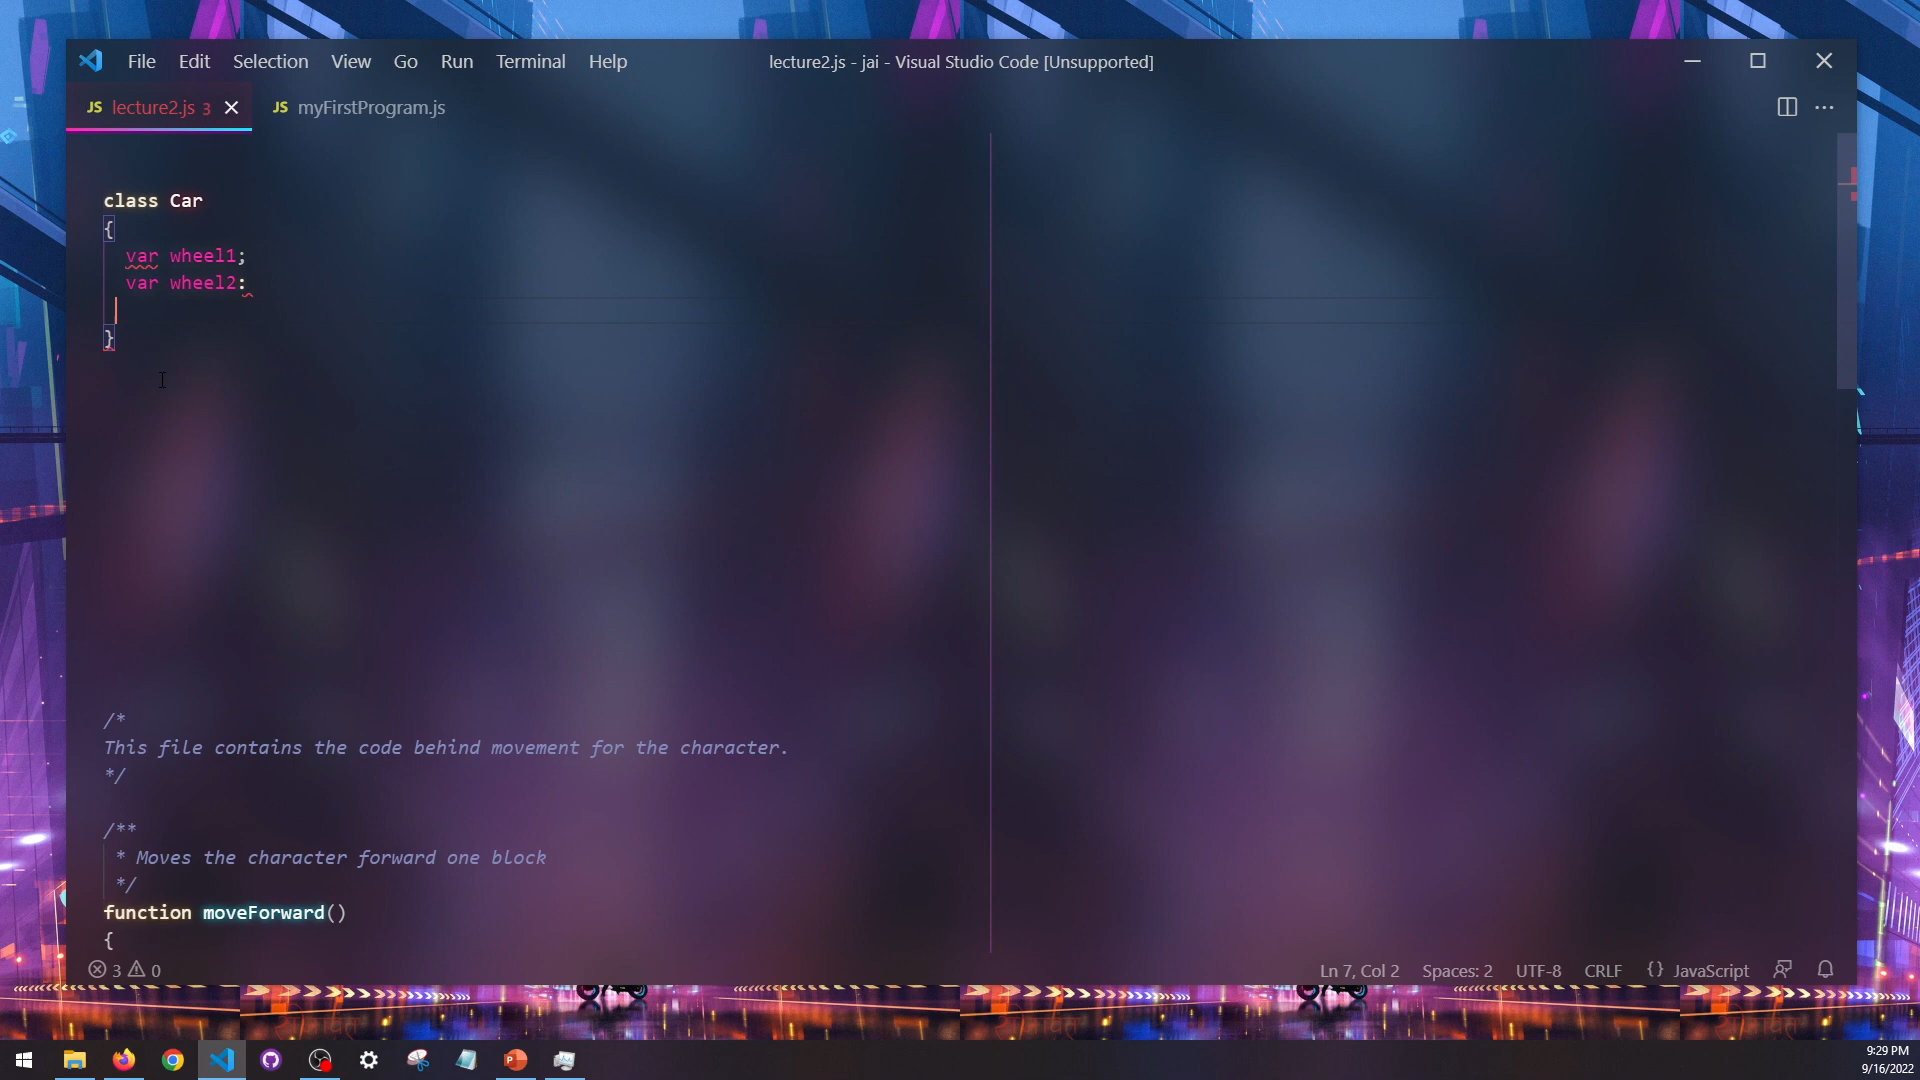 File Edit Selection View Go Run Terminal Help lecture2.js - jai - Visual Studio Code [Unsupported]
JS lecture2.js 3 JS myFirstProgram.js
class Car
{
var wheel1;
var wheel2:
}
/*
This file contains the code behind movement for the character.
*/
/**
* Moves the character forward one block
*/
function moveForward()
{
3 0 Ln 7, Col 2 Spaces: 2 UTF-8 CRLF {} JavaScript
9:29 PM
9/16/2022